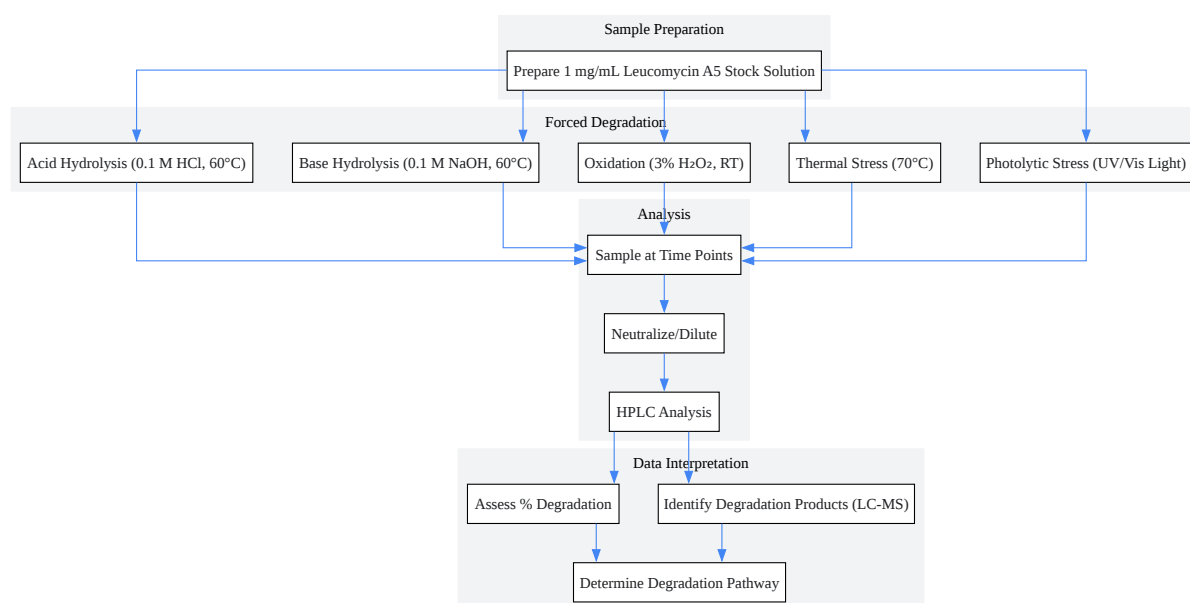 Sample Preparation
Prepare 1 mg/mL Leucomycin A5 Stock Solution
Forced Degradation
Acid Hydrolysis (0.1 M HCl, 60°C)
Base Hydrolysis (0.1 M NaOH, 60°C)
Oxidation (3% H₂O₂, RT)
Thermal Stress (70°C)
Photolytic Stress (UV/Vis Light)
Analysis
Sample at Time Points
Neutralize/Dilute
HPLC Analysis
Data Interpretation
Assess % Degradation
Identify Degradation Products (LC-MS)
Determine Degradation Pathway